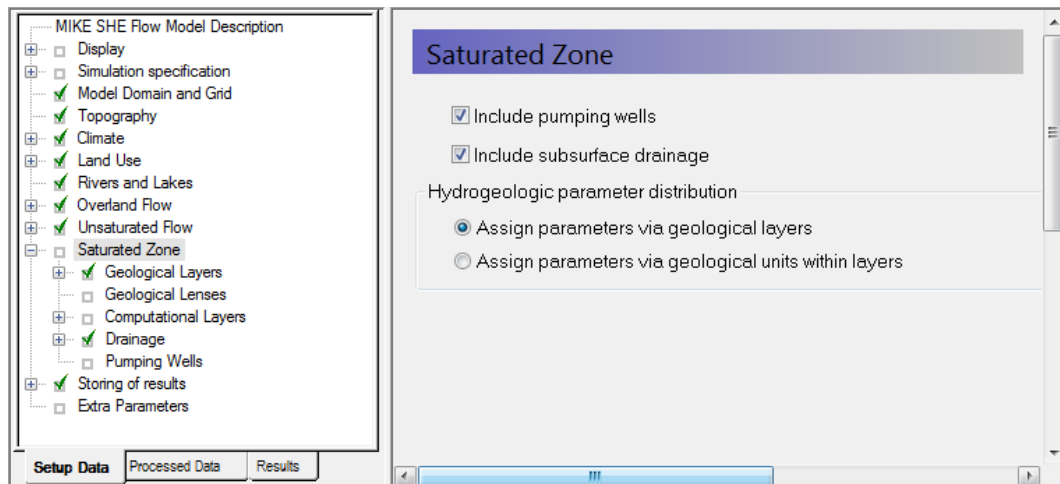 MIKE SHE Flow Model Description
Display
Simulation specification
Model Domain and Grid
Topography
Climate
Land Use
Rivers and Lakes
Overland Flow
Unsaturated Flow
Saturated Zone
Geological Layers
Geological Lenses
Computational Layers
Drainage
Pumping Wells
Storing of results
Extra Parameters
Setup Data Processed Data Results
Saturated Zone
Include pumping wells
Include subsurface drainage
Hydrogeologic parameter distribution
Assign parameters via geological layers
Assign parameters via geological units within layers